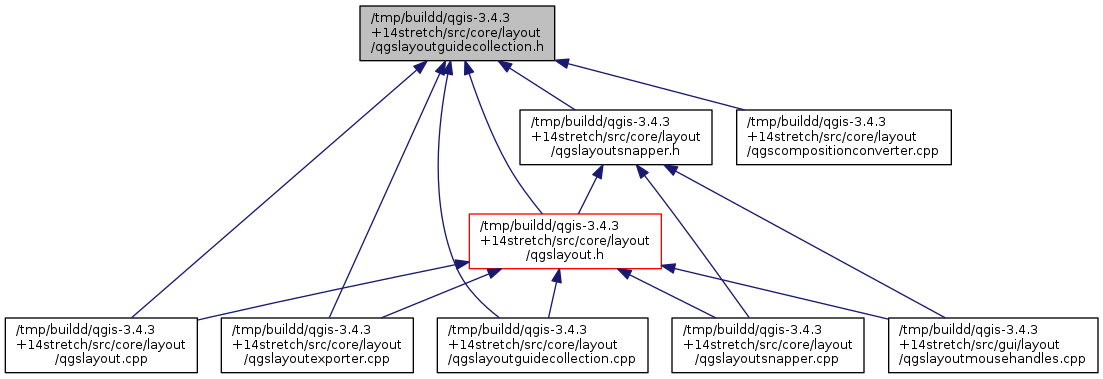 /tmp/buildd/qgis-3.4.3
+14stretch/src/core/layout
/qgslayoutguidecollection.h
/tmp/buildd/qgis-3.4.3
+14stretch/src/core/layout
/qgslayoutsnapper.h
/tmp/buildd/qgis-3.4.3
+14stretch/src/core/layout
/qgscompositionconverter.cpp
/tmp/buildd/qgis-3.4.3
+14stretch/src/core/layout
/qgslayout.h
/tmp/buildd/qgis-3.4.3
+14stretch/src/core/layout
/qgslayout.cpp
/tmp/buildd/qgis-3.4.3
+14stretch/src/core/layout
/qgslayoutexporter.cpp
/tmp/buildd/qgis-3.4.3
+14stretch/src/core/layout
/qgslayoutguidecollection.cpp
/tmp/buildd/qgis-3.4.3
+14stretch/src/core/layout
/qgslayoutsnapper.cpp
/tmp/buildd/qgis-3.4.3
+14stretch/src/gui/layout
/qgslayoutmousehandles.cpp